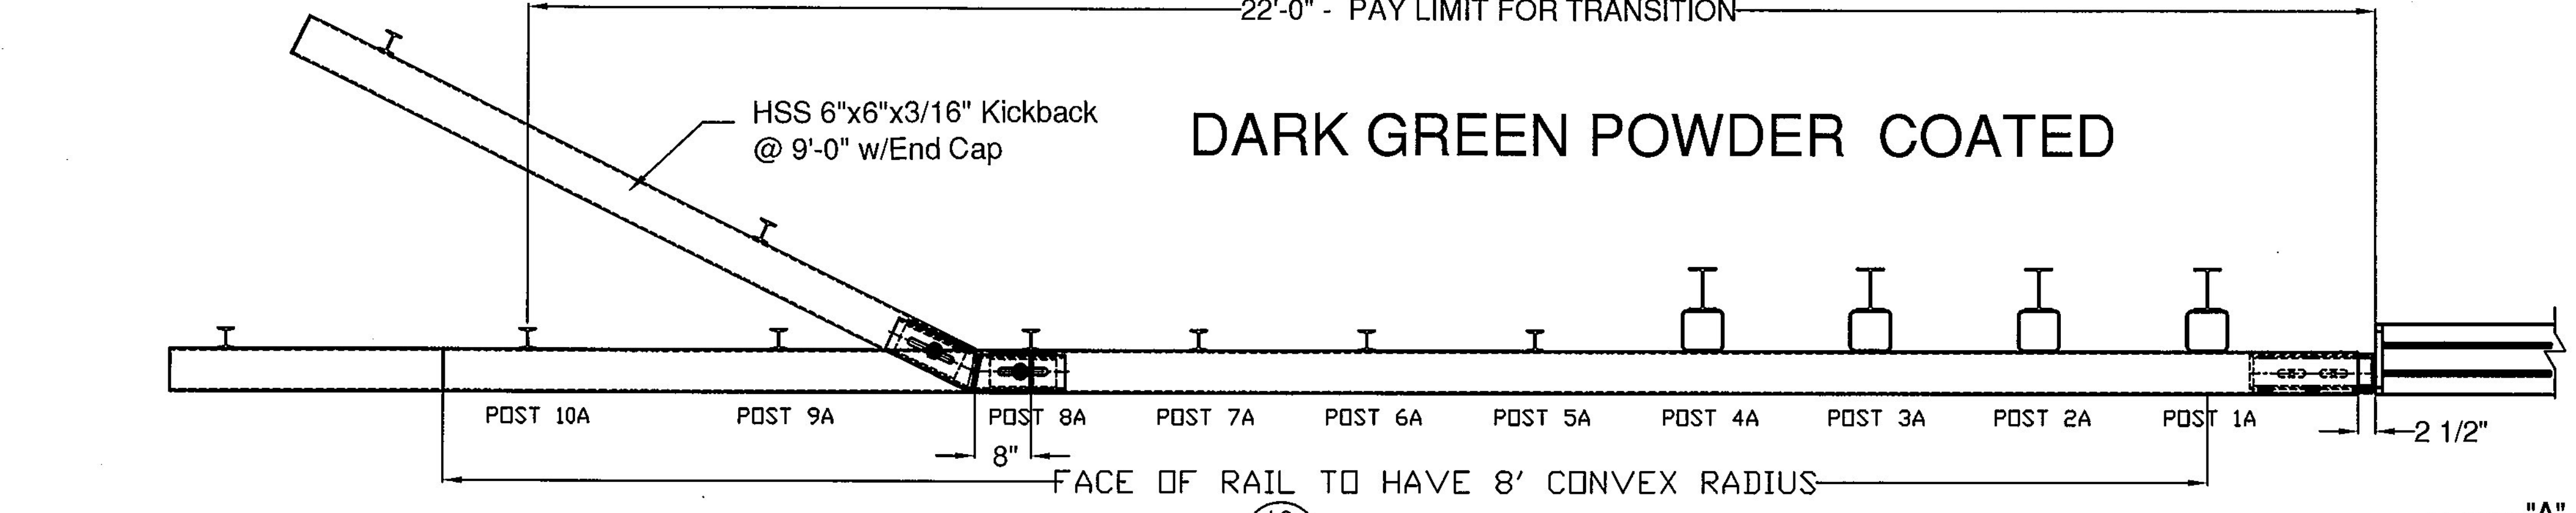 22'-0" - PAY LIMIT FOR TRANSITION
HSS 6"x6"x3/16" Kickback
@ 9'-0" w/End Cap
DARK GREEN POWDER COATED
POST 10A
POST 9A
POST 8A
POST 7A
POST 6A
POST 5A
POST 4A
POST 3A
POST 2A
POST 1A
8"
2 1/2"
FACE OF RAIL TO HAVE 8' CONVEX RADIUS
"A"